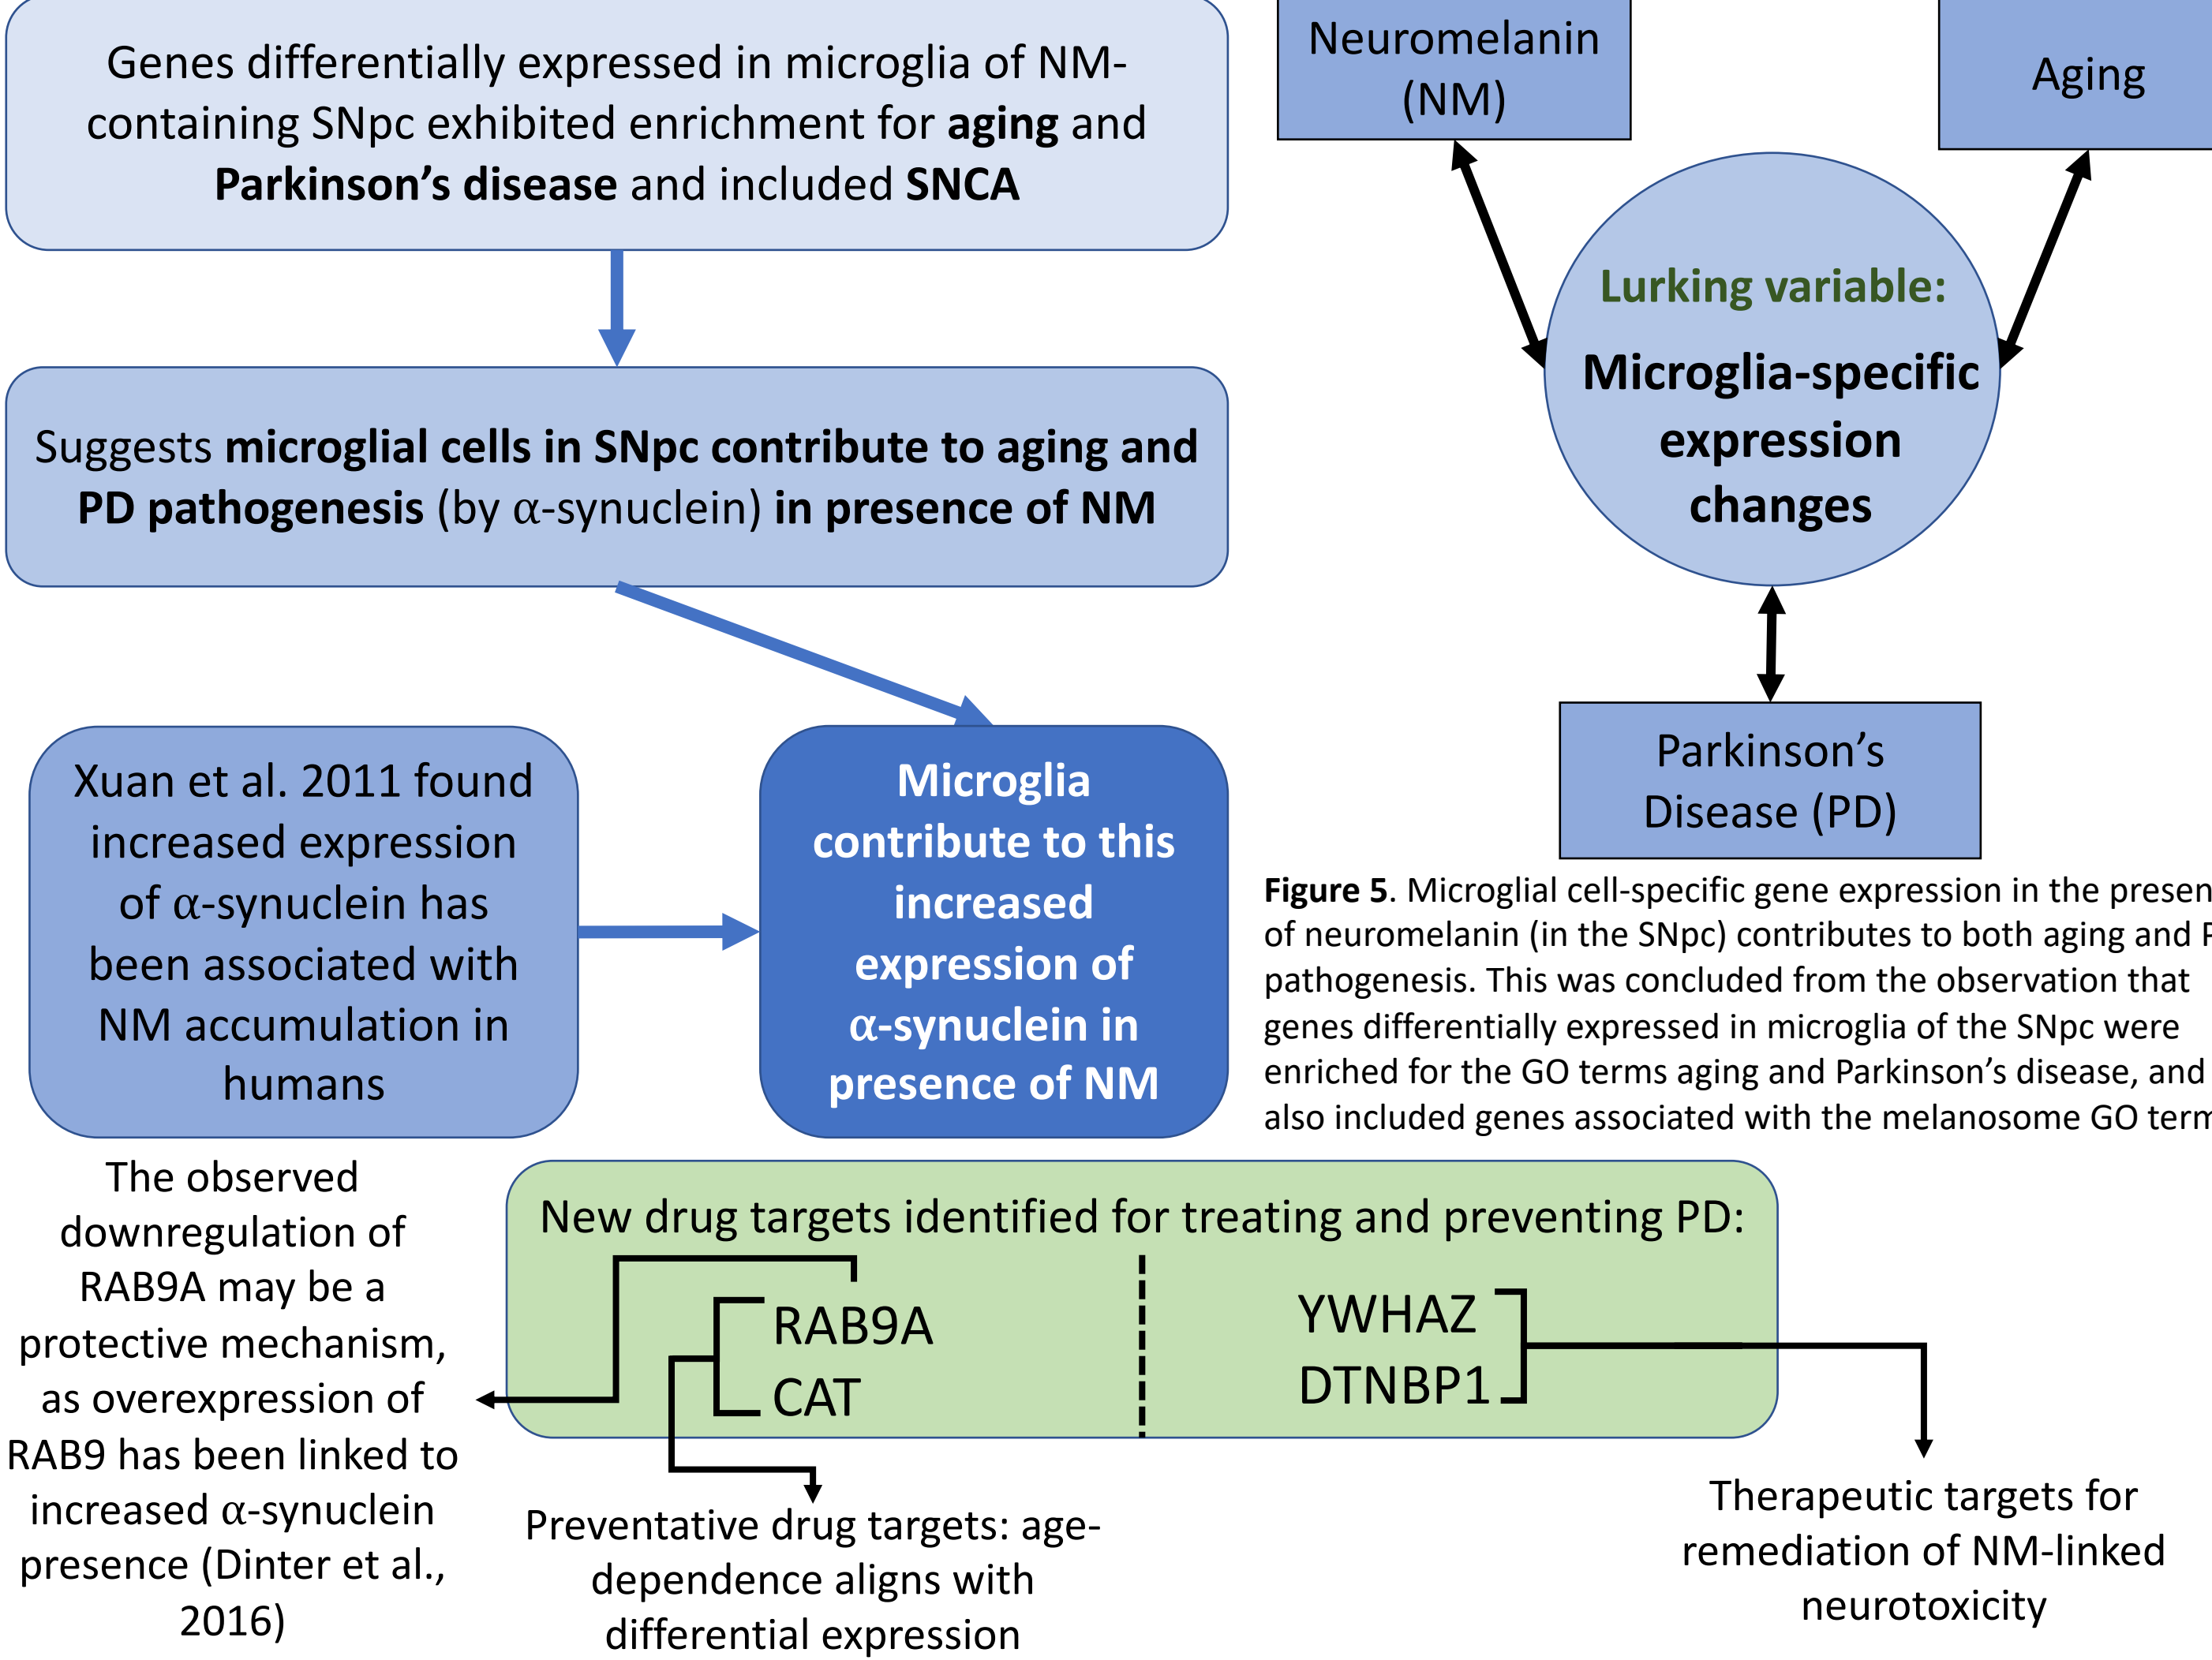 Genes differentially expressed in microglia of NM-
containing SNpc exhibited enrichment for aging and
Parkinson’s disease and included SNCA
Suggests microglial cells in SNpc contribute to aging and
PD pathogenesis (by α-synuclein) in presence of NM
Xuan et al. 2011 found
increased expression
of α-synuclein has
been associated with
NM accumulation in
humans
Microglia
contribute to this
increased
expression of
α-synuclein in
presence of NM
Neuromelanin
(NM)
Aging
Lurking variable:
Microglia-specific
expression
changes
Parkinson’s
Disease (PD)
Figure 5. Microglial cell-specific gene expression in the
of neuromelanin (in the SNpc) contributes to both aging and
pathogenesis. This was concluded from the observation that
genes differentially expressed in microglia of the SNpc were
enriched for the GO terms aging and Parkinson’s disease, and
also included genes associated with the melanosome GO
The observed
downregulation of
RAB9A may be a
protective mechanism,
as overexpression of
RAB9 has been linked to
increased α-synuclein
presence (Dinter et al.,
2016)
New drug targets identified for treating and preventing PD:
RAB9A
CAT
YWHAZ
DTNBP1
Preventative drug targets: age-
dependence aligns with
differential expression
Therapeutic targets for
remediation of NM-linked
neurotoxicity